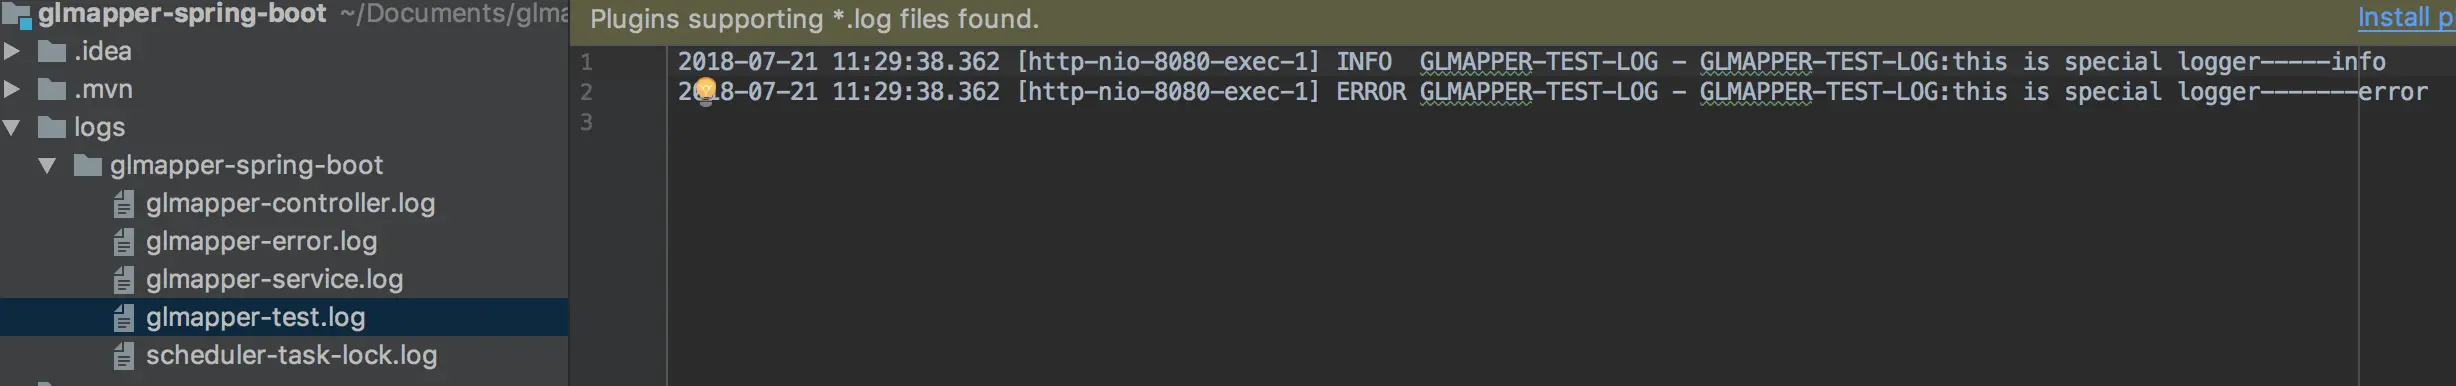 glmapper-spring-boot ~/Documents/glma
.idea
.mvn
logs
glmapper-spring-boot
glmapper-controller.log
glmapper-error.log
glmapper-service.log
glmapper-test.log
scheduler-task-lock.log
Plugins supporting *.log files found.
Install p
1 2018-07-21 11:29:38.362 [http-nio-8080-exec-1] INFO  GLMAPPER-TEST-LOG - GLMAPPER-TEST-LOG:this is special logger-----info
2 2018-07-21 11:29:38.362 [http-nio-8080-exec-1] ERROR GLMAPPER-TEST-LOG - GLMAPPER-TEST-LOG:this is special logger-------error
3